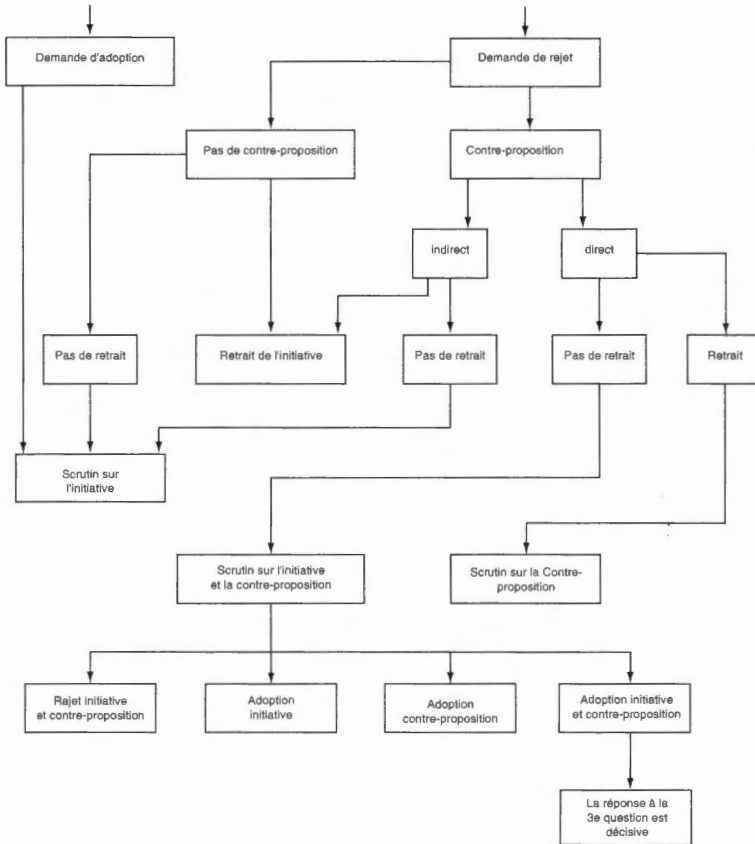 Demande d'adoption
Demande de rejet
Pas de contre-proposition
Contre-proposition
indirect
direct
Pas de retrait
Retrait de l'initiative
Pas de retrait
Pas de retrait
Retrait
Scrutin sur
l'initiative
Scrutin sur l'initiative
et la contre-proposition
Scrutin sur la Contre-
proposition
Rajet initiative
et contre-proposition
Adoption
initiative
Adoption
contre-proposition
Adoption initiative
et contre-proposition
La réponse à la
3e question est
décisive